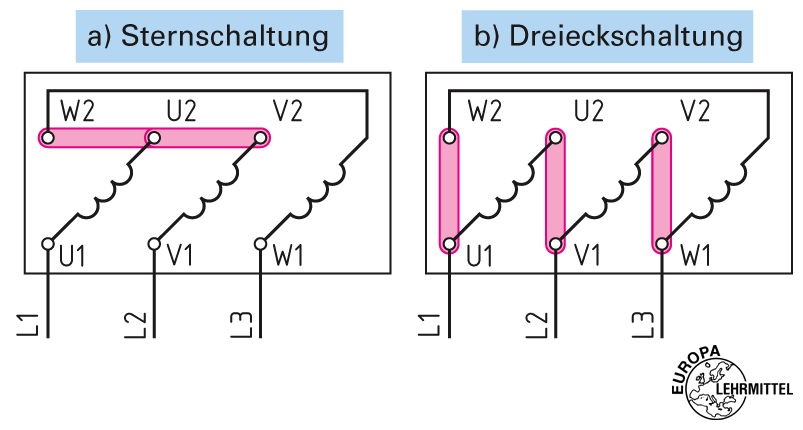 a) Sternschaltung
b) Dreieckschaltung
W2 U2 V2
W2 U2 V2
U1 V1 W1
U1 V1 W1
L1 L2 L3
L1 L2 L3
EUROPA
LEHRMITTEL